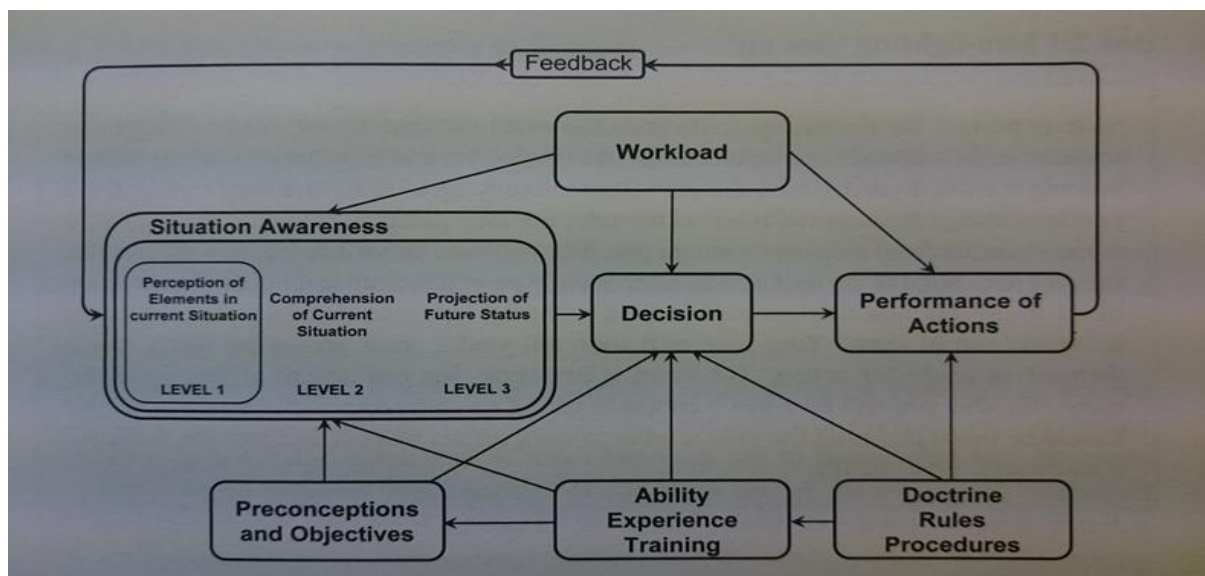 Feedback
Workload
Situation Awareness
Perception of
Elements in
current Situation
LEVEL 1
Comprehension
of Current
Situation
LEVEL 2
Projection of
Future Status
LEVEL 3
Decision
Performance of
Actions
Preconceptions
and Objectives
Ability
Experience
Training
Doctrine
Rules
Procedures